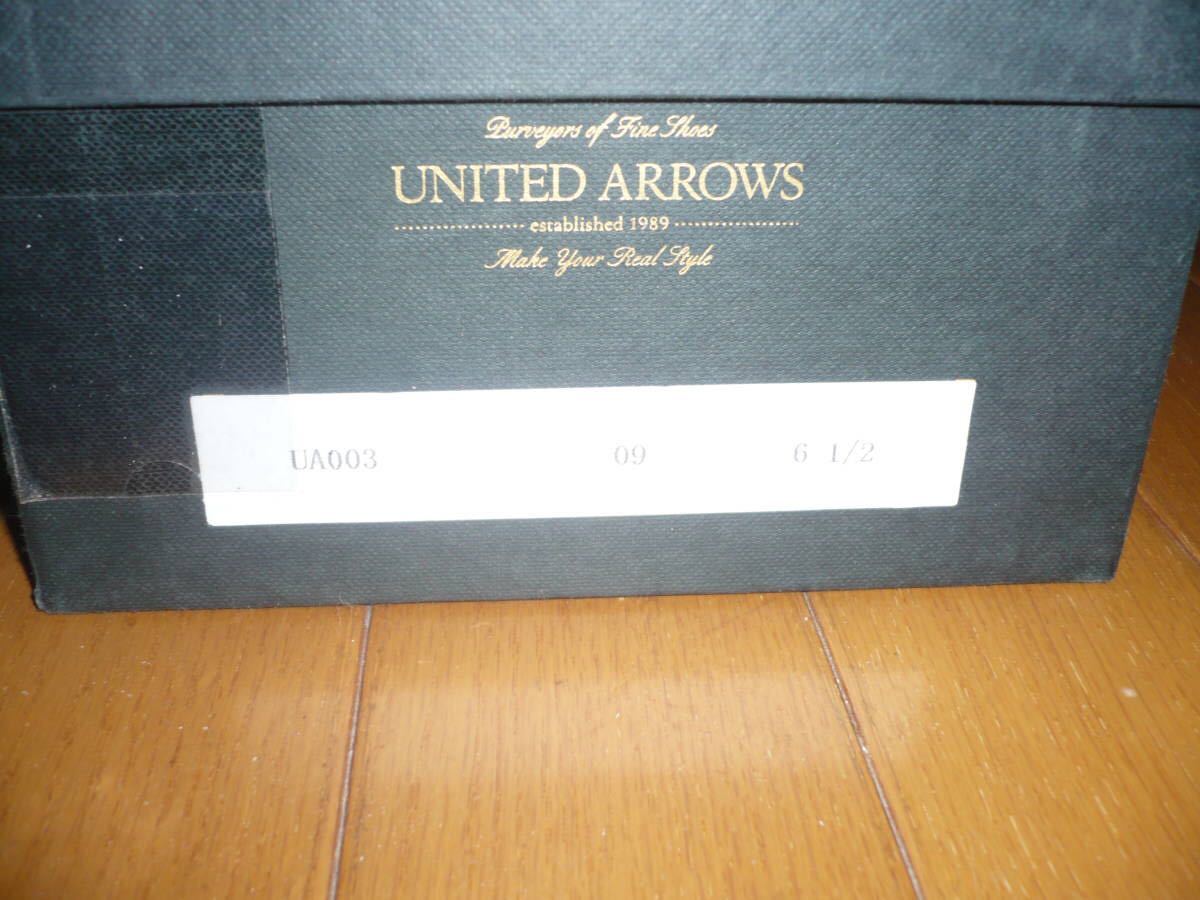 Purveyors of Fine Shoes
UNITED ARROWS
established 1989
Make Your Real Style
UA003 09 6 1/2